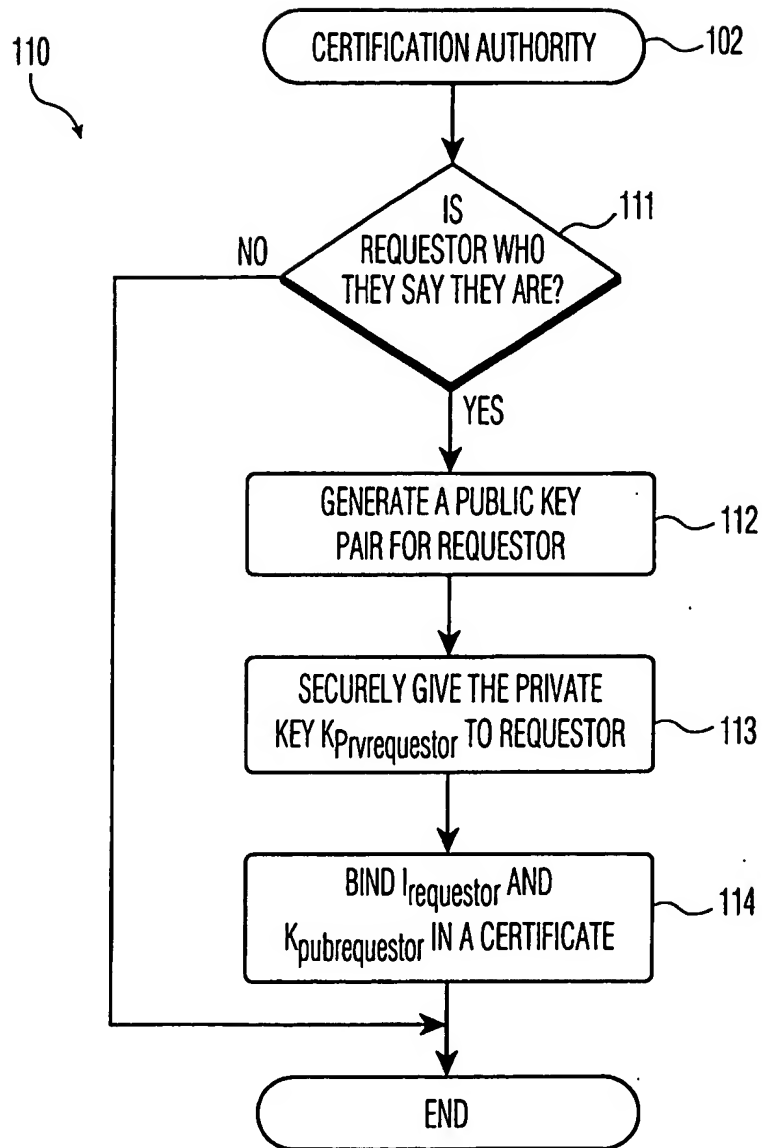 110
CERTIFICATION AUTHORITY
102
IS
REQUESTOR WHO
THEY SAY THEY ARE?
111
NO
YES
GENERATE A PUBLIC KEY
PAIR FOR REQUESTOR
112
SECURELY GIVE THE PRIVATE
KEY KPrvrequestor TO REQUESTOR
113
BIND Irequestor AND
Kpubrequestor IN A CERTIFICATE
114
END